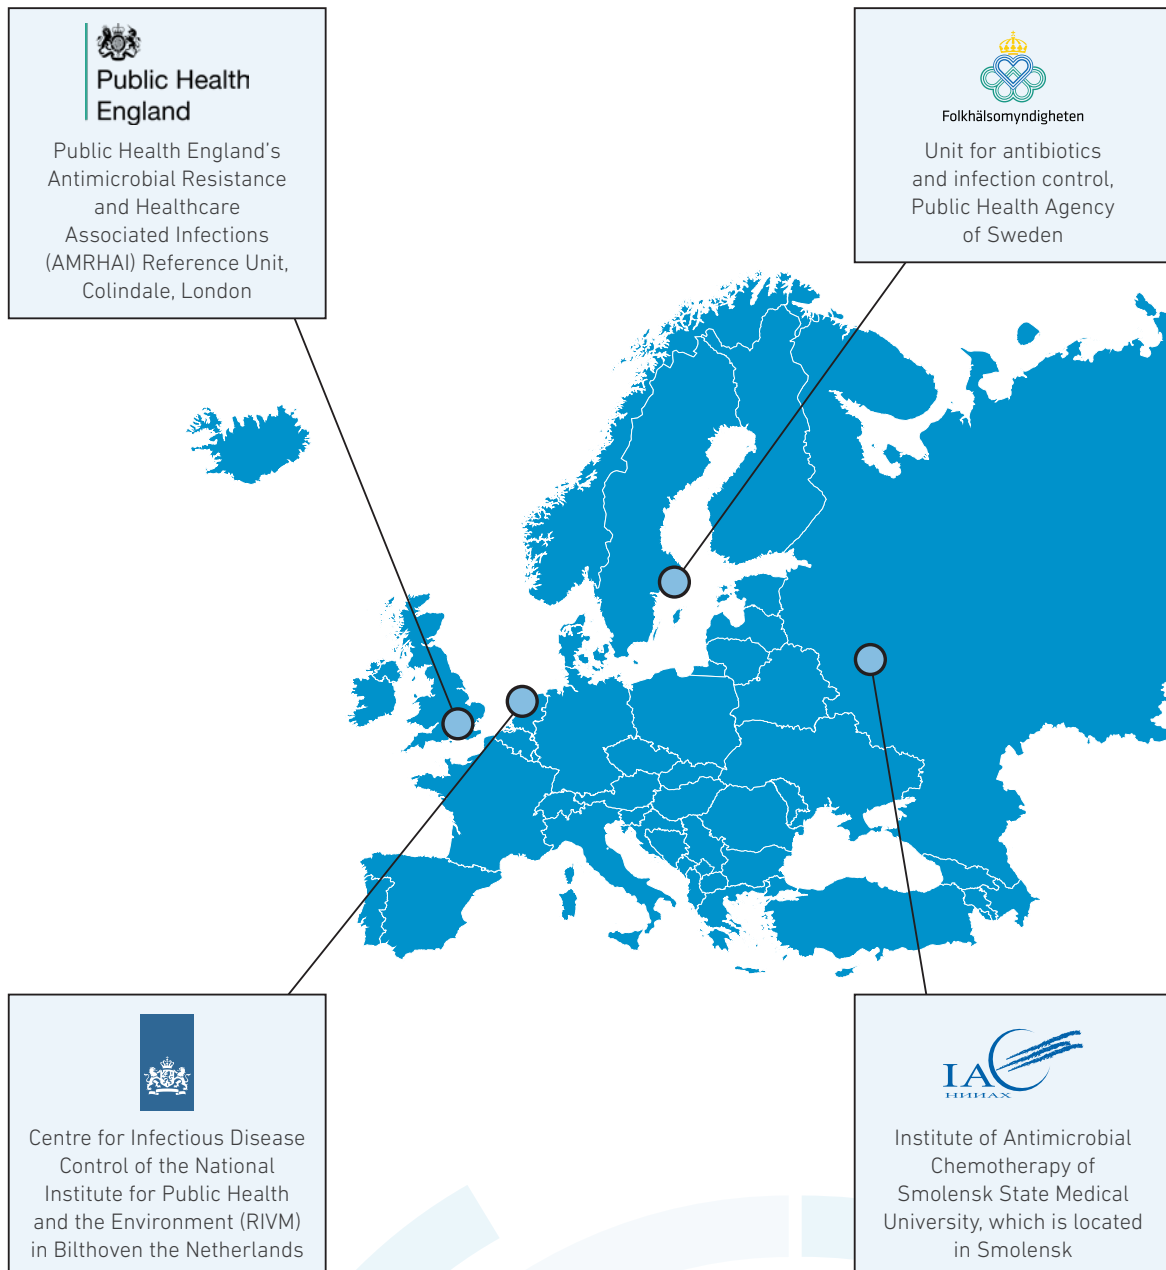 Public Health
England
Public Health England's
Antimicrobial Resistance
and Healthcare
Associated Infections
(AMRHAI) Reference Unit,
Colindale, London
Folkhälsomyndigheten
Unit for antibiotics
and infection control,
Public Health Agency
of Sweden
Centre for Infectious Disease
Control of the National
Institute for Public Health
and the Environment (RIVM)
in Bilthoven the Netherlands
IAC
НИИАХ
Institute of Antimicrobial
Chemotherapy of
Smolensk State Medical
University, which is located
in Smolensk